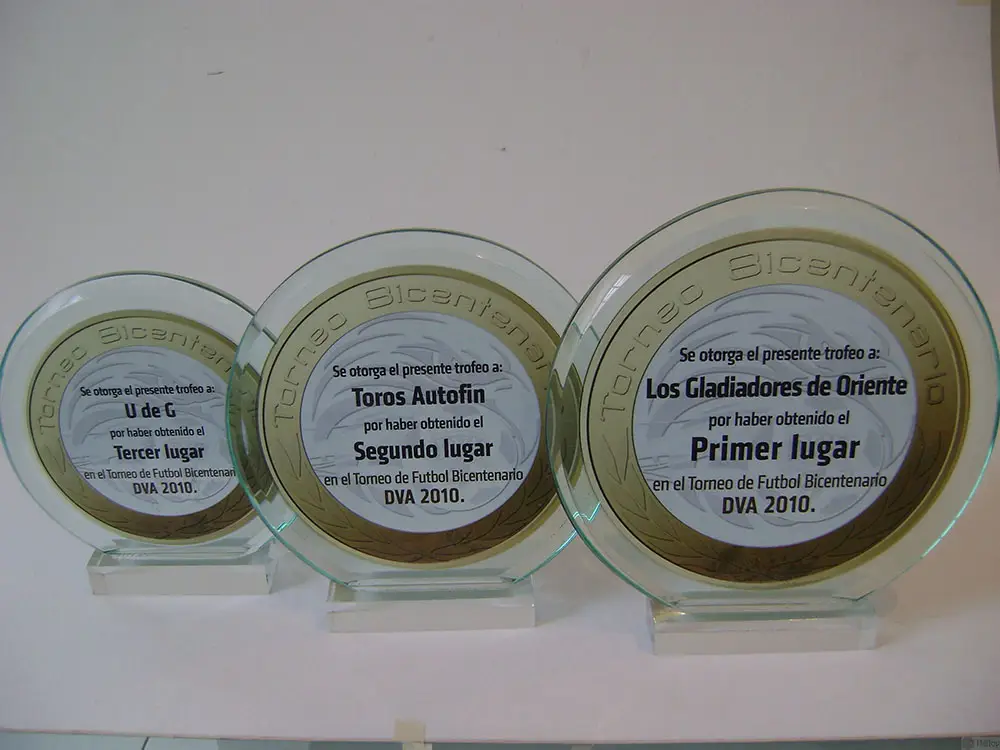 Torneo Bicenten
Se otorga el presente trofeo a:
U de G
por haber obtenido el
Tercer lugar
en el Torneo de Futbol Bicentenari
DVA 2010.
Torneo Bicentenar
Se otorga el presente trofeo a:
Toros Autofin
por haber obtenido el
Segundo lugar
en el Torneo de Futbol Bicentenario
DVA 2010.
Torneo Bicentenario
Se otorga el presente trofeo a:
Los Gladiadores de Oriente
por haber obtenido el
Primer lugar
en el Torneo de Futbol Bicentenario
DVA 2010.